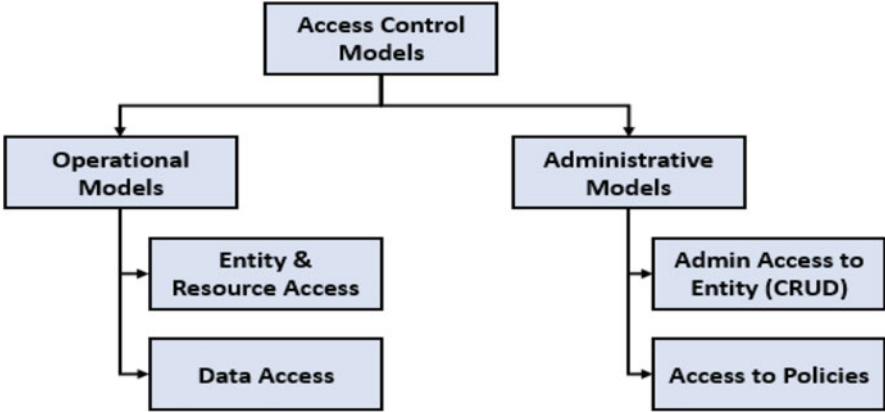 Access Control
Models
Operational
Models
Administrative
Models
Entity &
Resource Access
Admin Access to
Entity (CRUD)
Data Access
Access to Policies